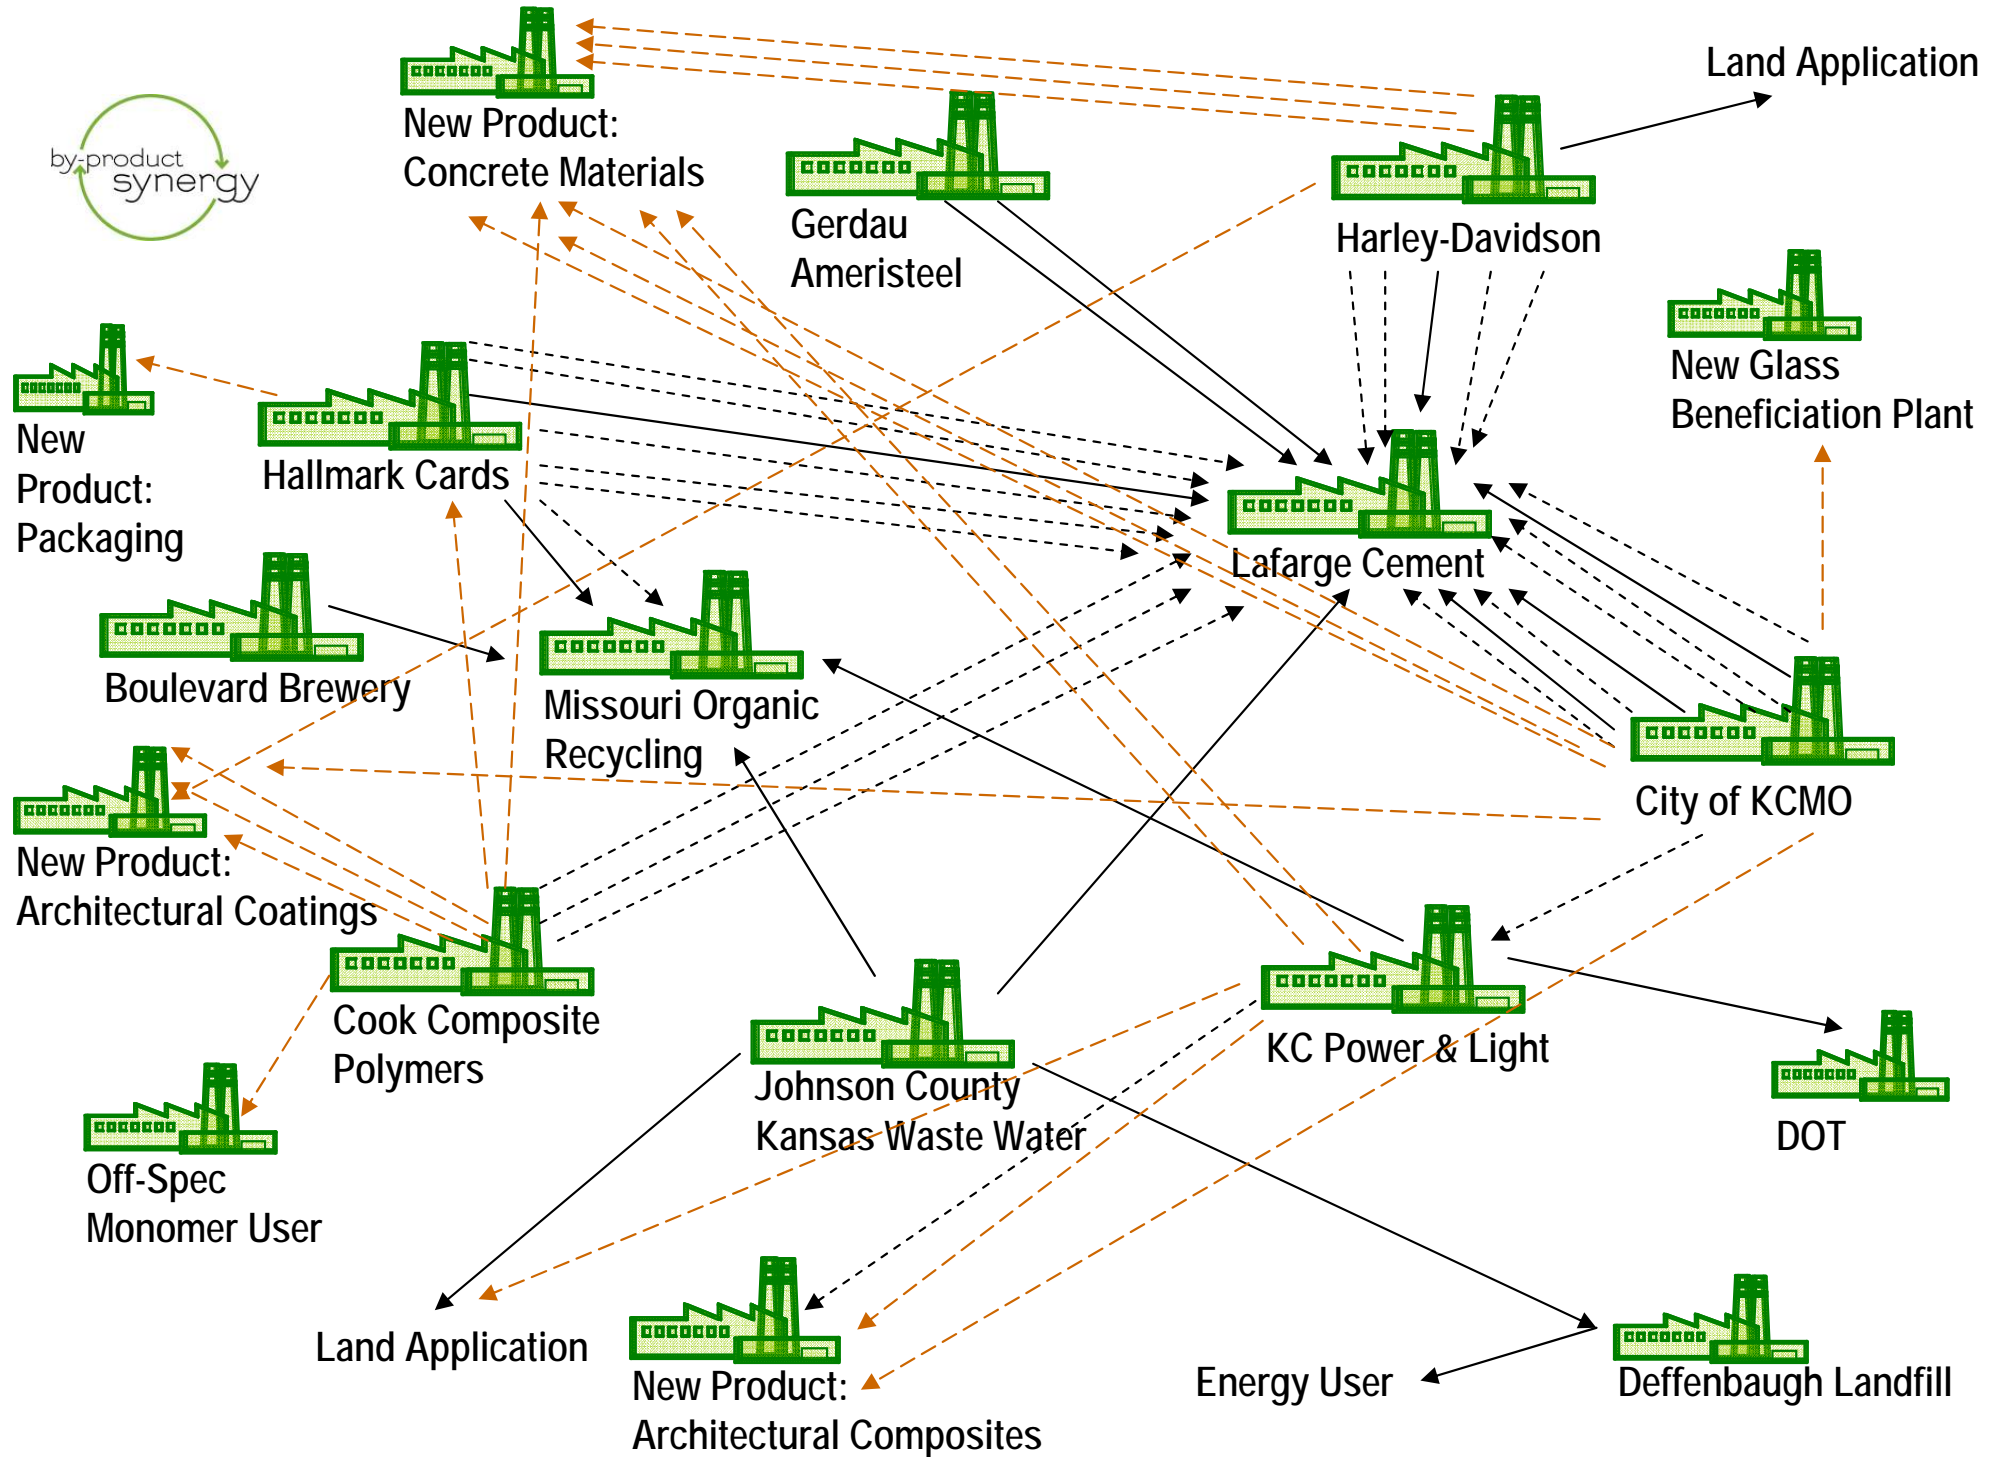 Land Application
New Product:
Concrete Materials
by-product
synergy
Gerdau
Ameristeel
Harley-Davidson
New Glass
Beneficiation Plant
New
Product:
Packaging
Hallmark Cards
Lafarge Cement
Boulevard Brewery
Missouri Organic
Recycling
City of KCMO
New Product:
Architectural Coatings
Cook Composite
Polymers
KC Power & Light
Johnson County
Kansas Waste Water
DOT
Off-Spec
Monomer User
Land Application
New Product:
Architectural Composites
Energy User
Deffenbaugh Landfill